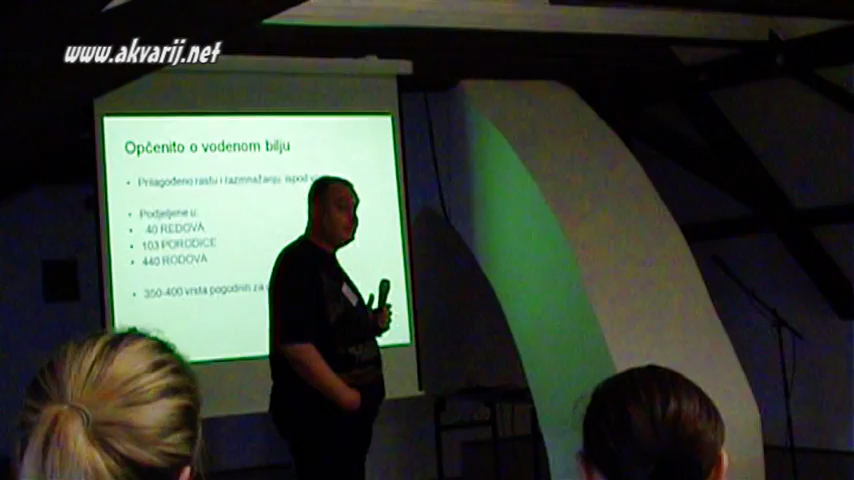 www.akvarij.net
Općenito o vodenom bilju
• Prilagođeno rastu i razmnažanju ispod
• Podjeljene u:
• 40 REDOVA
• 103 PORODICE
• 440 RODOVA
• 350-400 vrsta pogodnih za